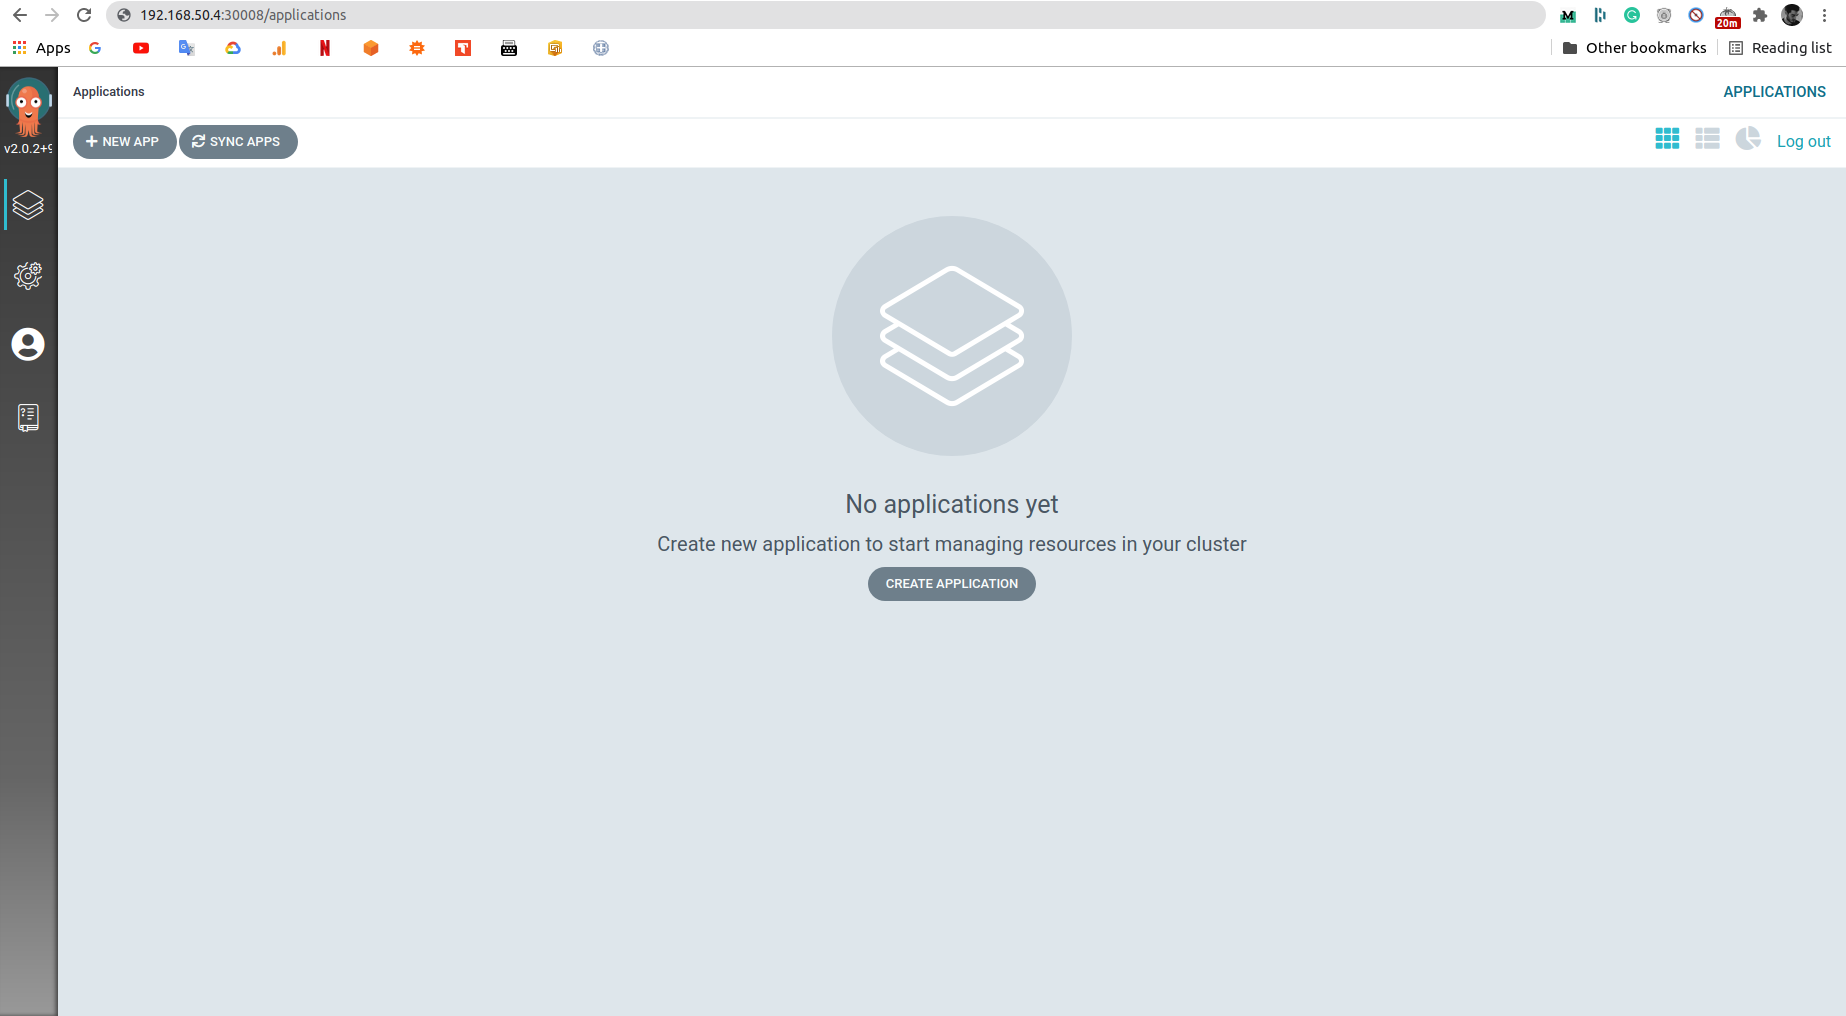 192.168.50.4:30008/applications
20m
Apps
Other bookmarks
Reading list
Applications
APPLICATIONS
v2.0.2+9
NEW APP
SYNC APPS
Log out
No applications yet
Create new application to start managing resources in your cluster
CREATE APPLICATION